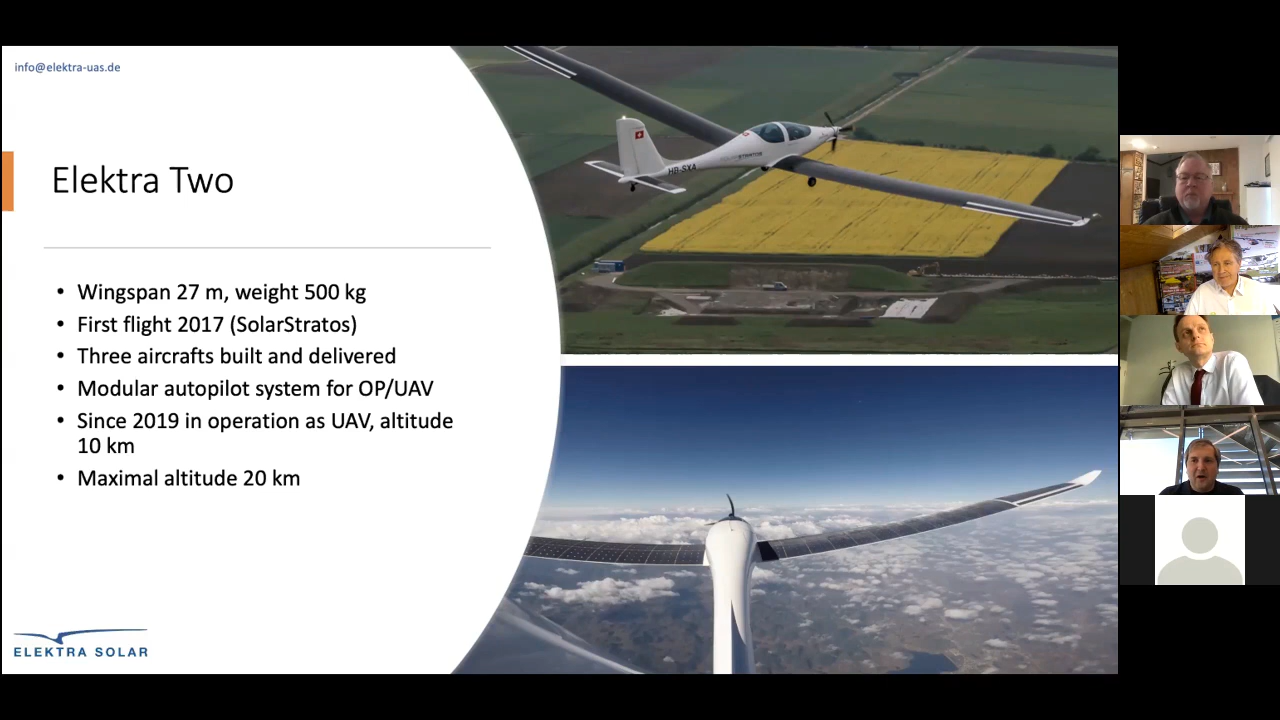 info@elektra-uas.de
Elektra Two
• Wingspan 27 m, weight 500 kg
• First flight 2017 (SolarStratos)
• Three aircrafts built and delivered
• Modular autopilot system for OP/UAV
• Since 2019 in operation as UAV, altitude
10 km
• Maximal altitude 20 km
ELEKTRA SOLAR
HB-SXA